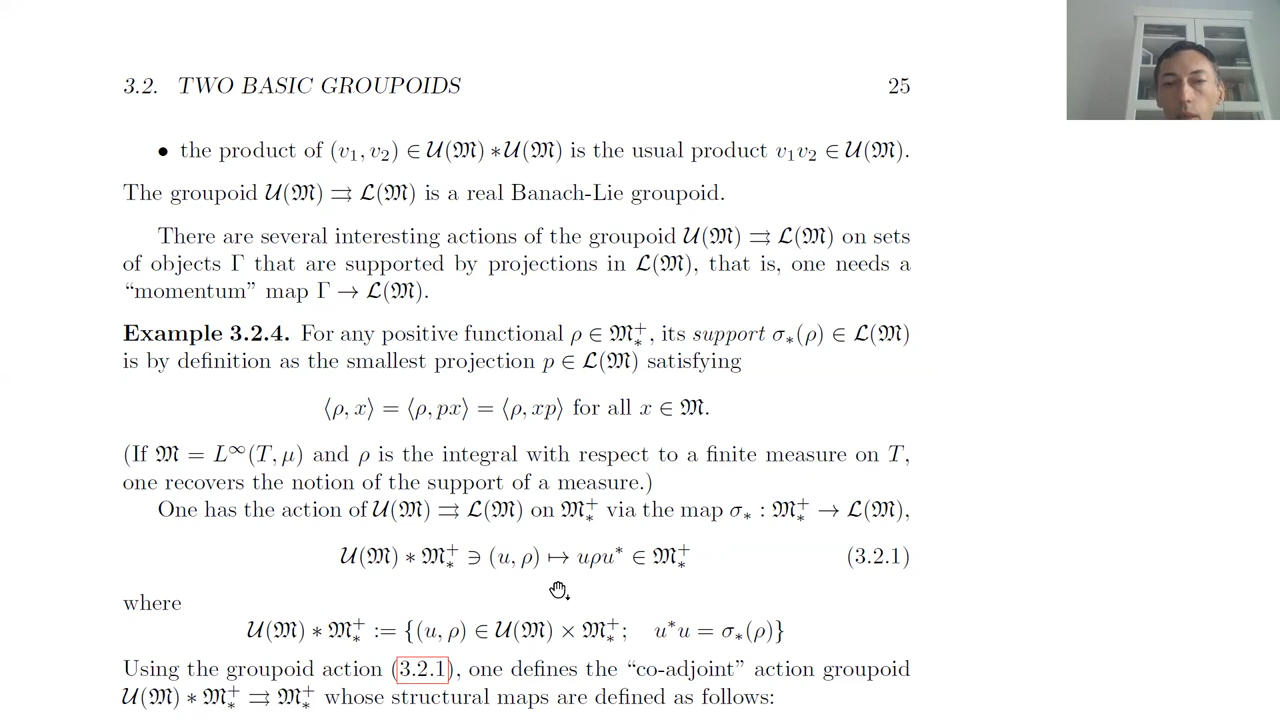 3.2. TWO BASIC GROUPOIDS 25
• the product of (v₁, v₂) ∈ 𝒰(𝔐) ∗ 𝒰(𝔐) is the usual product v₁v₂ ∈ 𝒰(𝔐).
The groupoid 𝒰(𝔐) ⇉ ℒ(𝔐) is a real Banach-Lie groupoid.
There are several interesting actions of the groupoid 𝒰(𝔐) ⇉ ℒ(𝔐) on sets
of objects Γ that are supported by projections in ℒ(𝔐), that is, one needs a
“momentum” map Γ → ℒ(𝔐).
Example 3.2.4. For any positive functional ρ ∈ 𝔐₊^*, its support σ∗(ρ) ∈ ℒ(𝔐)
is by definition as the smallest projection p ∈ ℒ(𝔐) satisfying
⟨ρ, x⟩ = ⟨ρ, px⟩ = ⟨ρ, xp⟩ for all x ∈ 𝔐.
(If 𝔐 = L^∞(T, μ) and ρ is the integral with respect to a finite measure on T,
one recovers the notion of the support of a measure.)
One has the action of 𝒰(𝔐) ⇉ ℒ(𝔐) on 𝔐∗⁺ via the map σ∗ : 𝔐∗⁺ → ℒ(𝔐),
𝒰(𝔐) ∗ 𝔐∗⁺ ∋ (u, ρ) ↦ uρu* ∈ 𝔐∗⁺ (3.2.1)
where
𝒰(𝔐) ∗ 𝔐∗⁺ := {(u, ρ) ∈ 𝒰(𝔐) × 𝔐∗⁺; u*u = σ∗(ρ)}
Using the groupoid action (3.2.1), one defines the “co-adjoint” action groupoid
𝒰(𝔐) ∗ 𝔐∗⁺ ⇉ 𝔐∗⁺ whose structural maps are defined as follows: